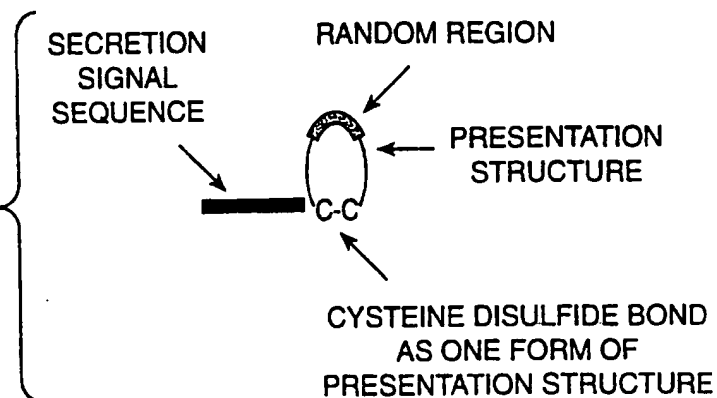 SECRETION
SIGNAL
SEQUENCE
RANDOM REGION
PRESENTATION
STRUCTURE
C-C
CYSTEINE DISULFIDE BOND
AS ONE FORM OF
PRESENTATION STRUCTURE